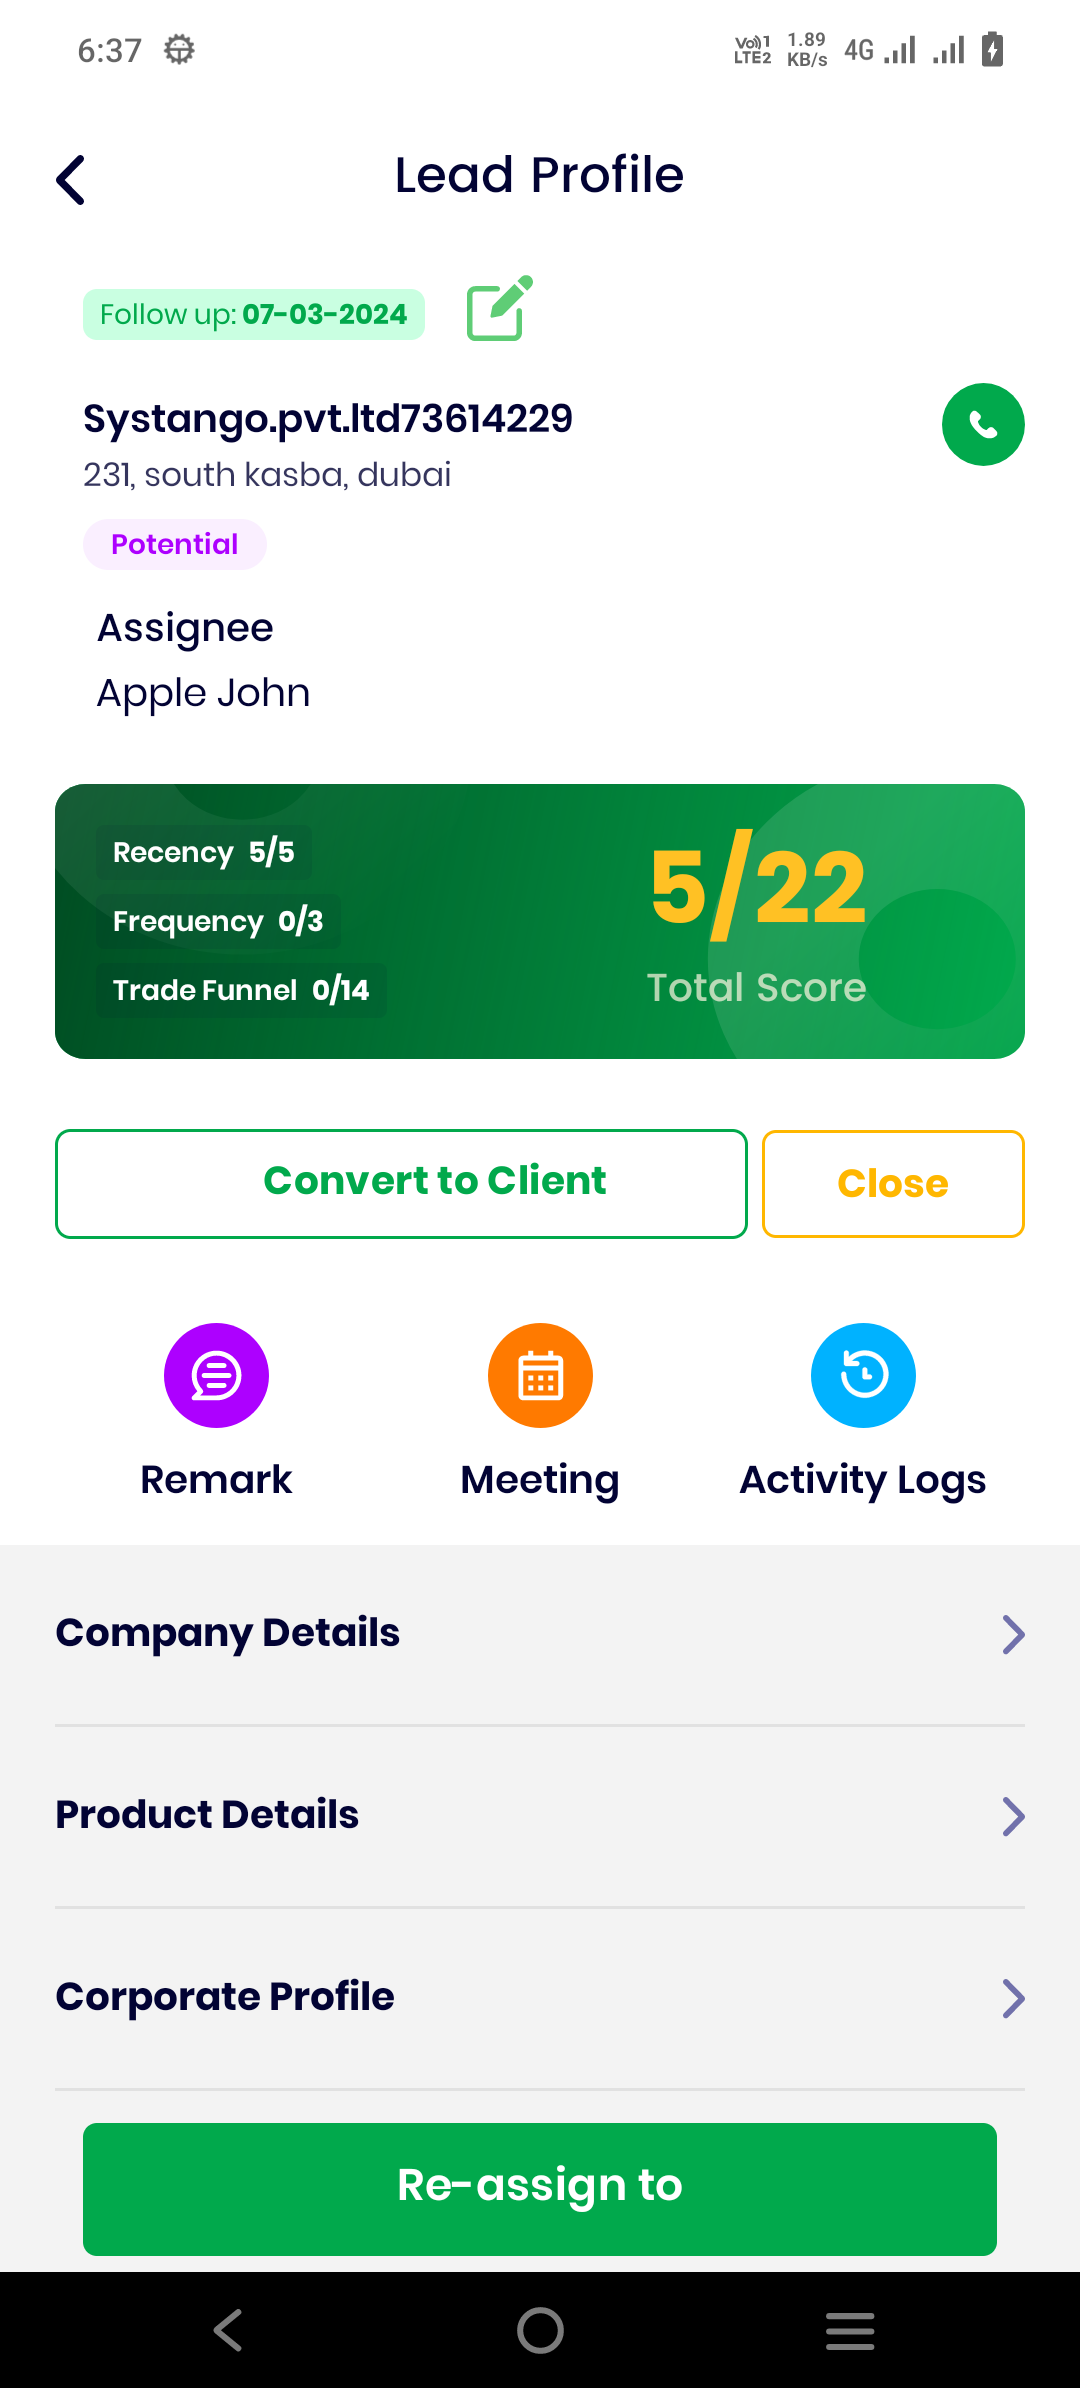 6:37
Vo)) 1 LTE2 1.89 KB/s 4G
Lead Profile
Follow up: 07-03-2024
Systango.pvt.ltd73614229
231, south kasba, dubai
Potential
Assignee
Apple John
Recency 5/5
Frequency 0/3
Trade Funnel 0/14
5/22
Total Score
Convert to Client
Close
Remark
Meeting
Activity Logs
Company Details
Product Details
Corporate Profile
Re-assign to